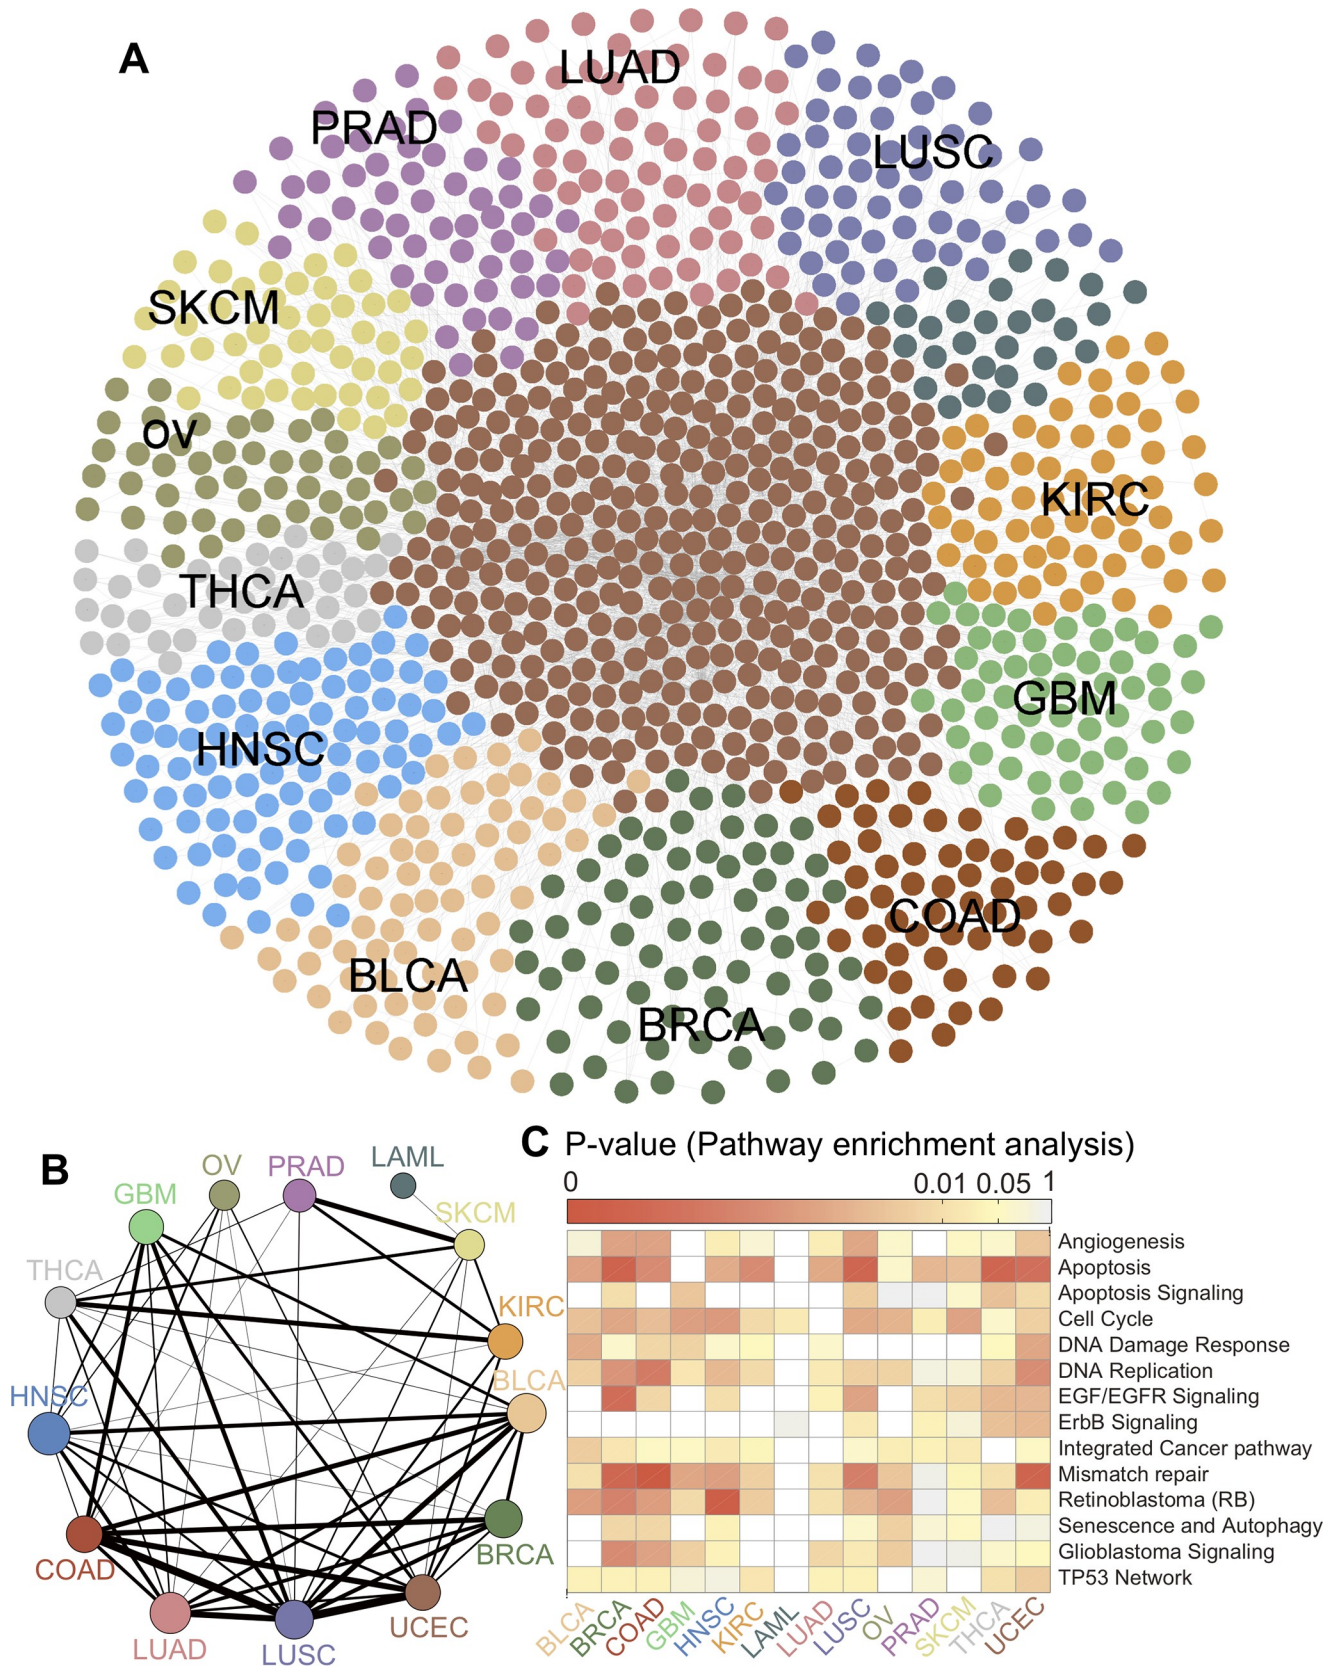 A
LUAD
PRAD
LUSC
SKCM
OV
KIRC
THCA
GBM
HNSC
COAD
BLCA
BRCA
B
OV
PRAD
LAML
GBM
SKCM
THCA
KIRC
BLCA
HNSC
BRCA
COAD
UCEC
LUAD
LUSC
C P-value (Pathway enrichment analysis)
0 0.01 0.05 1
Angiogenesis
Apoptosis
Apoptosis Signaling
Cell Cycle
DNA Damage Response
DNA Replication
EGF/EGFR Signaling
ErbB Signaling
Integrated Cancer pathway
Mismatch repair
Retinoblastoma (RB)
Senescence and Autophagy
Glioblastoma Signaling
TP53 Network
BLCA BRCA COAD GBM HNSC KIRC LAML LUAD LUSC OV PRAD SKCM THCA UCEC